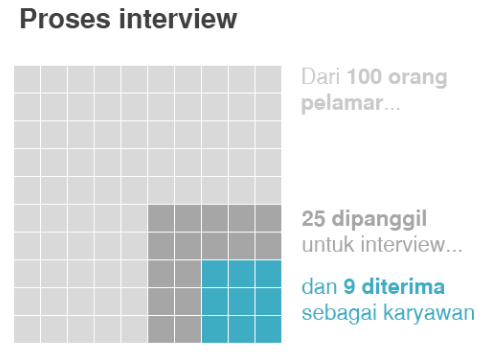 Proses interview
Dari 100 orang
pelamar...
25 dipanggil
untuk interview...
dan 9 diterima
sebagai karyawan